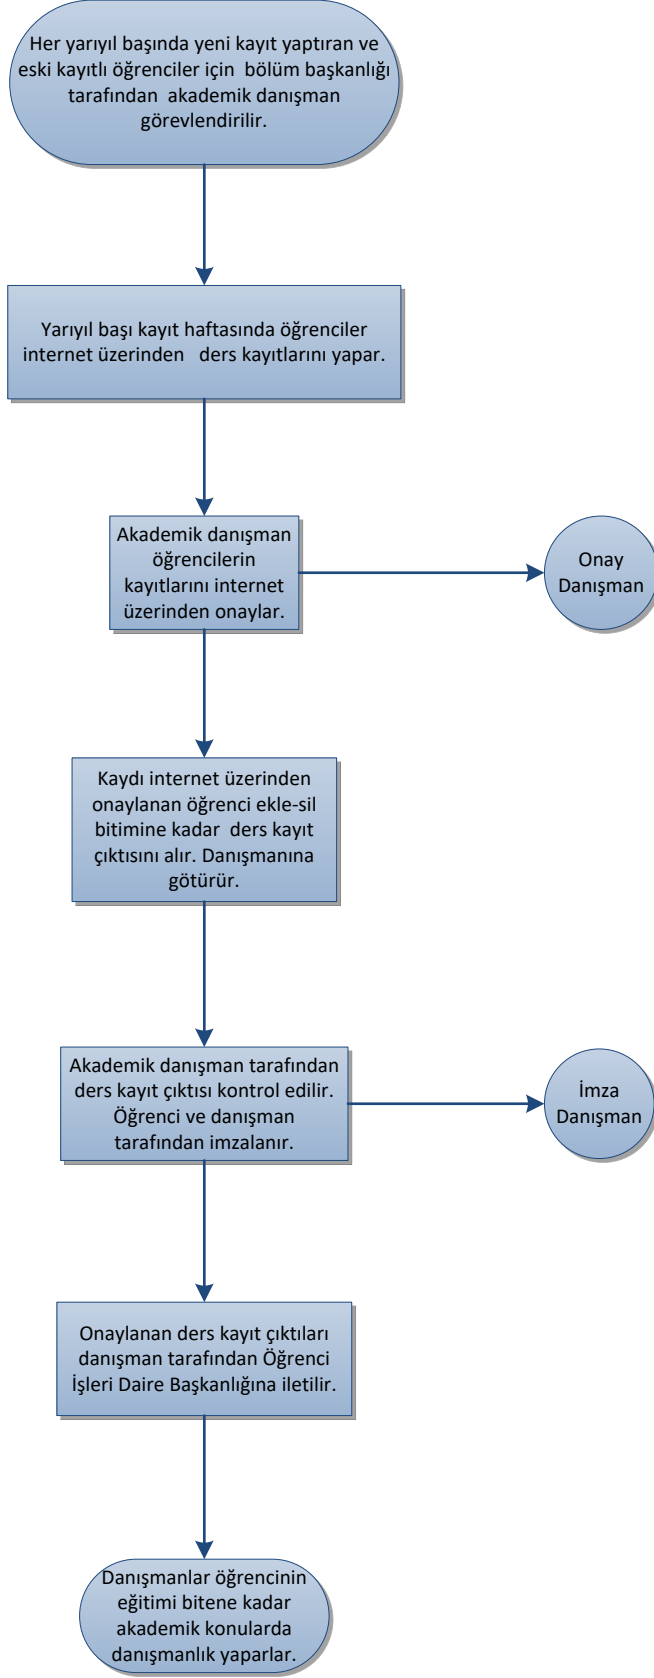 Her yarıyıl başında yeni kayıt yaptıran ve
eski kayıtlı öğrenciler için bölüm başkanlığı
tarafından akademik danışman
görevlendirilir.
Yarıyıl başı kayıt haftasında öğrenciler
internet üzerinden ders kayıtlarını yapar.
Akademik danışman
öğrencilerin
kayıtlarını internet
üzerinden onaylar.
Onay
Danışman
Kaydı internet üzerinden
onaylanan öğrenci ekle-sil
bitimine kadar ders kayıt
çıktısını alır. Danışmanına
götürür.
Akademik danışman tarafından
ders kayıt çıktısı kontrol edilir.
Öğrenci ve danışman
tarafından imzalanır.
İmza
Danışman
Onaylanan ders kayıt çıktıları
danışman tarafından Öğrenci
İşleri Daire Başkanlığına iletilir.
Danışmanlar öğrencinin
eğitimi bitene kadar
akademik konularda
danışmanlık yaparlar.